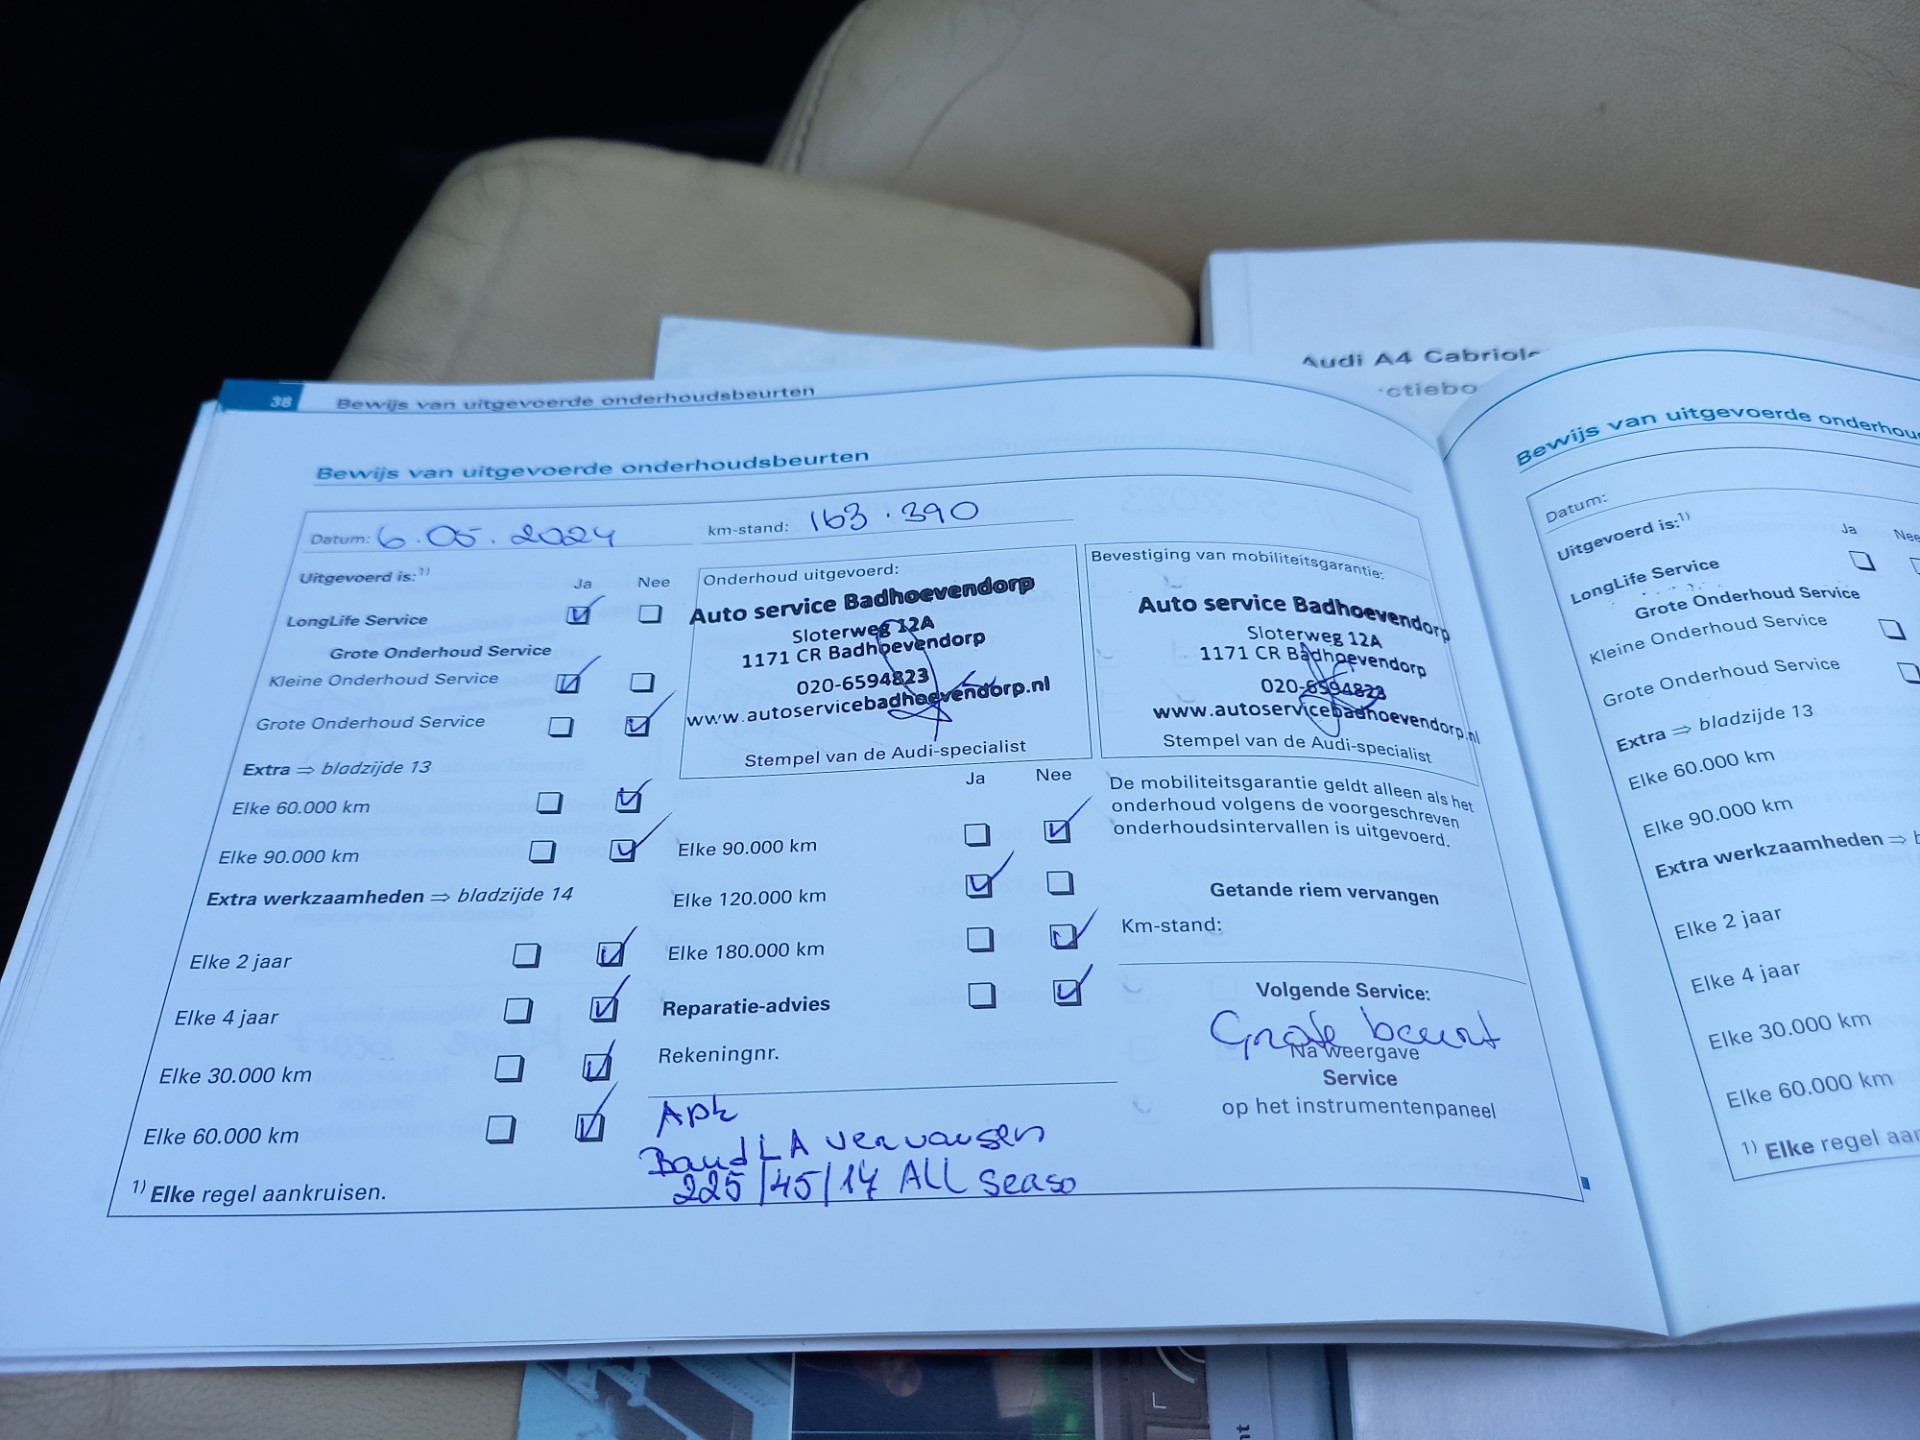 Audi A4 Cabriole
ctiebo
38 Bewijs van uitgevoerde onderhoudsbeurten
Bewijs van uitgevoerde onderhoudsbeurten
Datum: 6.05.2024 km-stand: 163.390
Uitgevoerd is:1)
Ja Nee
LongLife Service
Grote Onderhoud Service
Kleine Onderhoud Service
Grote Onderhoud Service
Extra ⇒ bladzijde 13
Elke 60.000 km
Elke 90.000 km
Extra werkzaamheden ⇒ bladzijde 14
Elke 2 jaar
Elke 4 jaar
Elke 30.000 km
Elke 60.000 km
1) Elke regel aankruisen.
Onderhoud uitgevoerd:
Auto service Badhoevendorp
Sloterweg 12A
1171 CR Badhoevendorp
020-6594823
www.autoservicebadhoevendorp.nl
Stempel van de Audi-specialist
Ja Nee
Elke 90.000 km
Elke 120.000 km
Elke 180.000 km
Reparatie-advies
Rekeningnr.
APK
Band LA vervangen
225/45/17 ALL Seaso
Bevestiging van mobiliteitsgarantie:
Auto service Badhoevendorp
Sloterweg 12A
1171 CR Badhoevendorp
020-6594823
www.autoservicebadhoevendorp.nl
Stempel van de Audi-specialist
De mobiliteitsgarantie geldt alleen als het
onderhoud volgens de voorgeschreven
onderhoudsintervallen is uitgevoerd.
Getande riem vervangen
Km-stand:
Volgende Service:
Grote beurt
Na weergave
Service
op het instrumentenpaneel
Bewijs van uitgevoerde onderhou
Datum:
Uitgevoerd is:1)
Ja Nee
LongLife Service
Grote Onderhoud Service
Kleine Onderhoud Service
Grote Onderhoud Service
Extra ⇒ bladzijde 13
Elke 60.000 km
Elke 90.000 km
Extra werkzaamheden ⇒ b
Elke 2 jaar
Elke 4 jaar
Elke 30.000 km
Elke 60.000 km
1) Elke regel aan